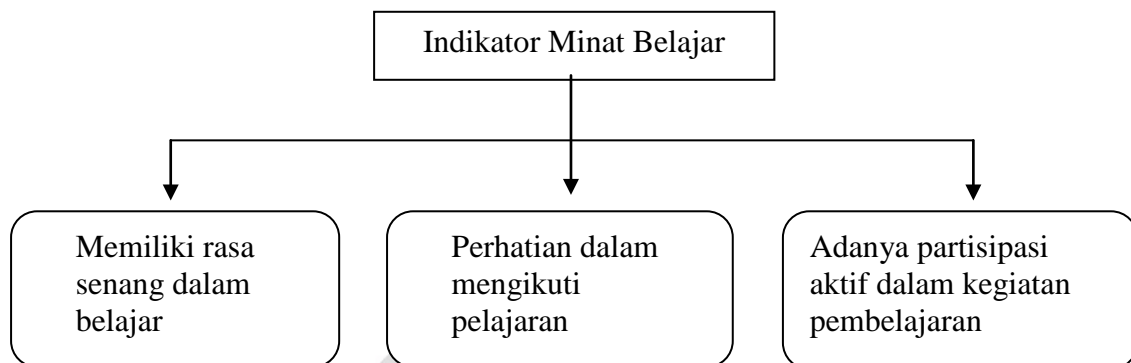 Indikator Minat Belajar
Memiliki rasa
senang dalam
belajar
Perhatian dalam
mengikuti
pelajaran
Adanya partisipasi
aktif dalam kegiatan
pembelajaran